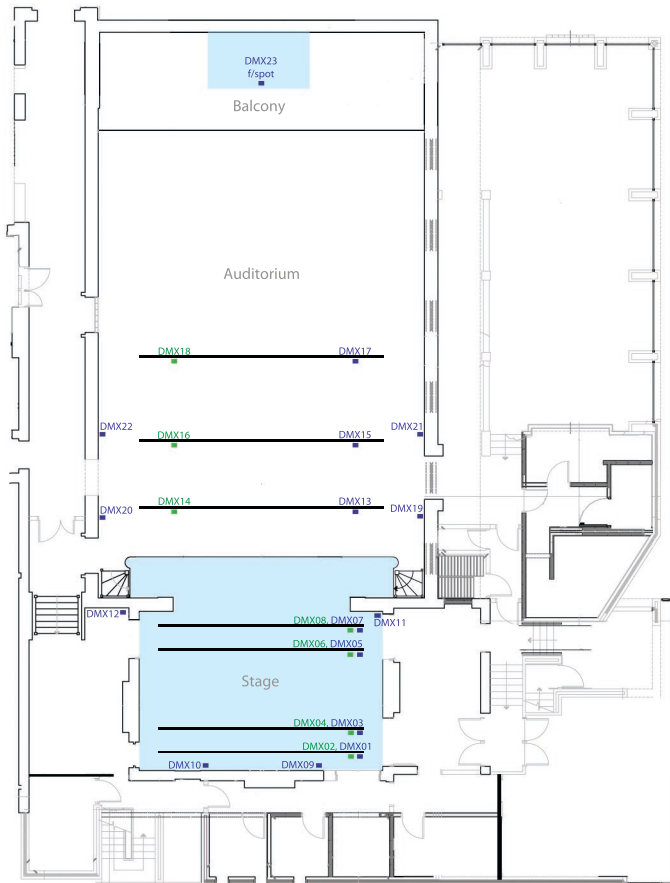 DMX23
f/spot
Balcony
Auditorium
DMX18
DMX17
DMX22
DMX16
DMX15
DMX21
DMX20
DMX14
DMX13
DMX19
DMX12
DMX08, DMX07
DMX11
DMX06, DMX05
Stage
DMX04, DMX03
DMX02, DMX01
DMX10
DMX09